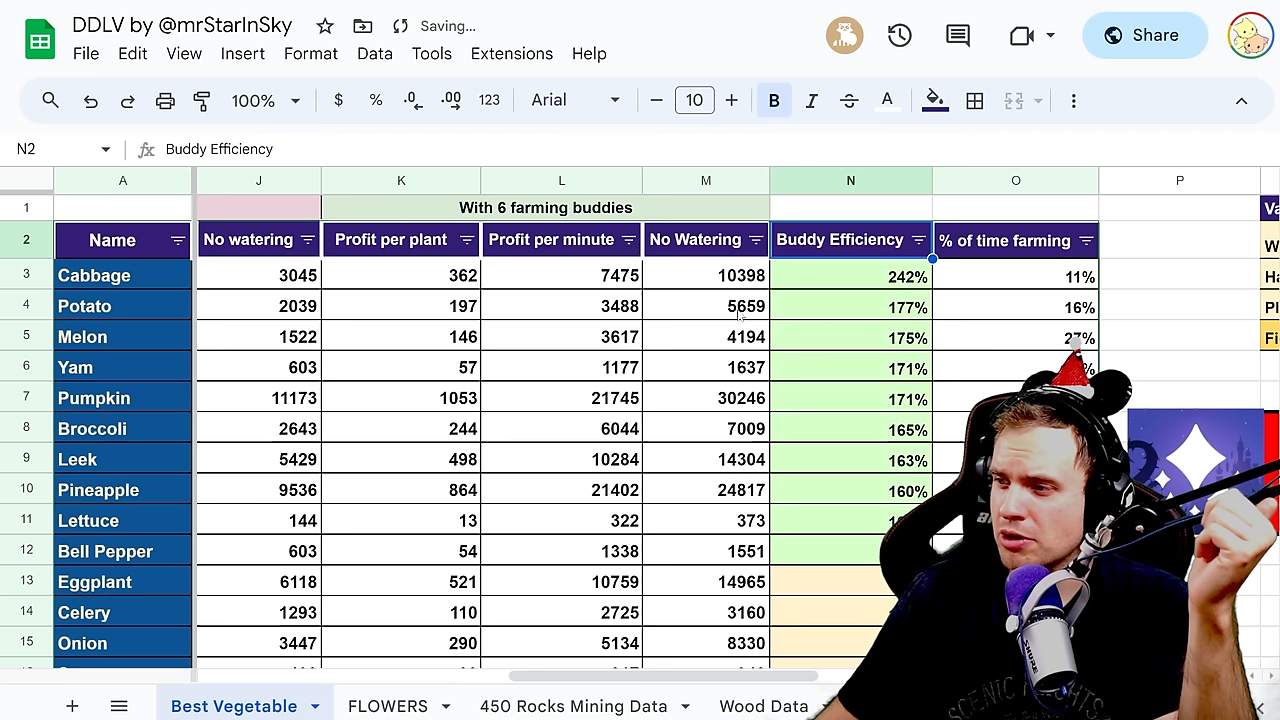 DDLV by @mrStarInSky Saving...
File Edit View Insert Format Data Tools Extensions Help
Share
100% $ % .0 .00 123 Arial 10 B I A
N2 fx Buddy Efficiency
A J K L M N O P
1 With 6 farming buddies
2 Name No watering Profit per plant Profit per minute No Watering Buddy Efficiency % of time farming
3 Cabbage 3045 362 7475 10398 242% 11%
4 Potato 2039 197 3488 5659 177% 16%
5 Melon 1522 146 3617 4194 175% 27%
6 Yam 603 57 1177 1637 171%
7 Pumpkin 11173 1053 21745 30246 171%
8 Broccoli 2643 244 6044 7009 165%
9 Leek 5429 498 10284 14304 163%
10 Pineapple 9536 864 21402 24817 160%
11 Lettuce 144 13 322 373
12 Bell Pepper 603 54 1338 1551
13 Eggplant 6118 521 10759 14965
14 Celery 1293 110 2725 3160
15 Onion 3447 290 5134 8330
Best Vegetable FLOWERS 450 Rocks Mining Data Wood Data
SHURE